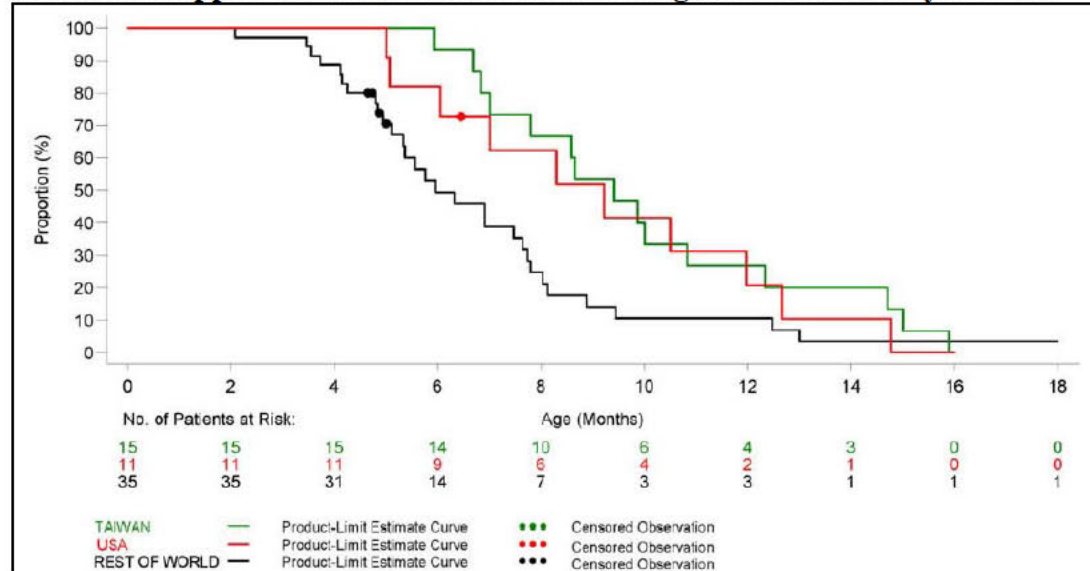 100
90
80
70
60
50
40
30
20
10
0
Proportion (%)
0 2 4 6 8 10 12 14 16 18
No. of Patients at Risk: Age (Months)
15 15 15 14 10 6 4 3 0 0
11 11 11 9 6 4 2 1 0 0
35 35 31 14 7 3 3 1 1 1
TAIWAN Product-Limit Estimate Curve Censored Observation
USA Product-Limit Estimate Curve Censored Observation
REST OF WORLD Product-Limit Estimate Curve Censored Observation